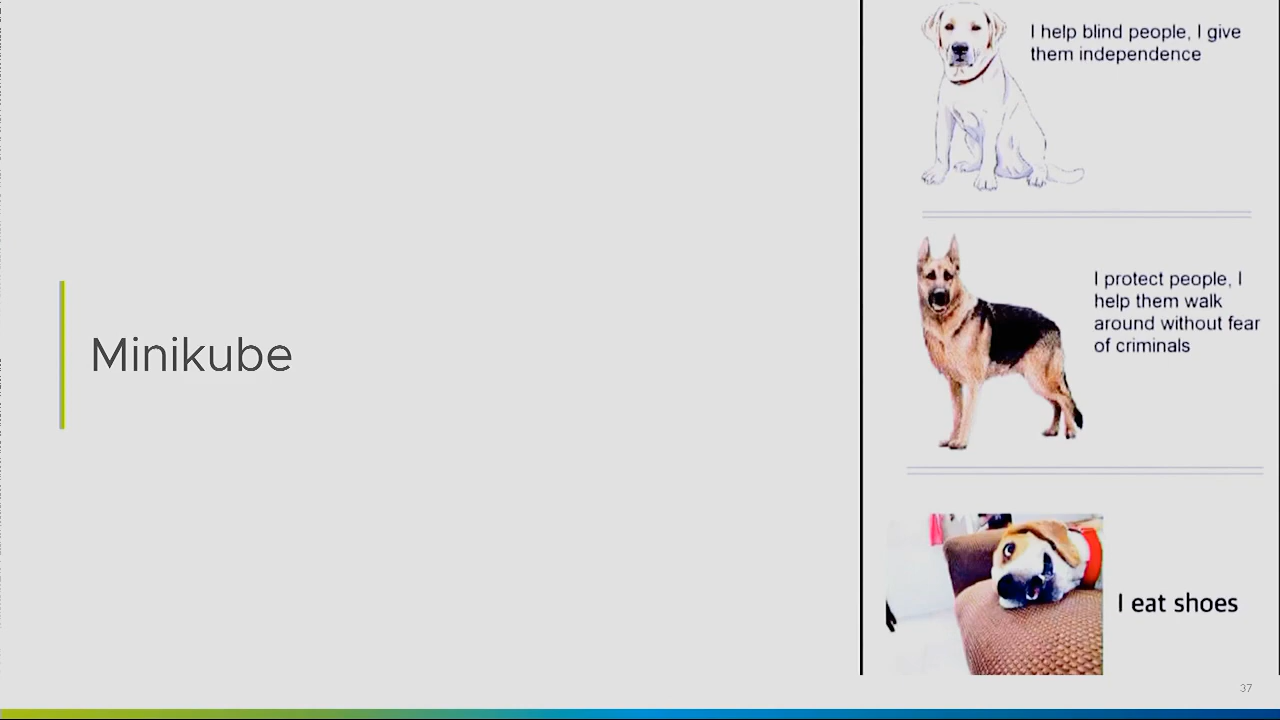 Minikube
I help blind people, I give
them independence
I protect people, I
help them walk
around without fear
of criminals
I eat shoes
37